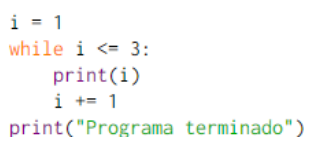 i = 1
while i <= 3:
    print(i)
    i += 1
print("Programa terminado")